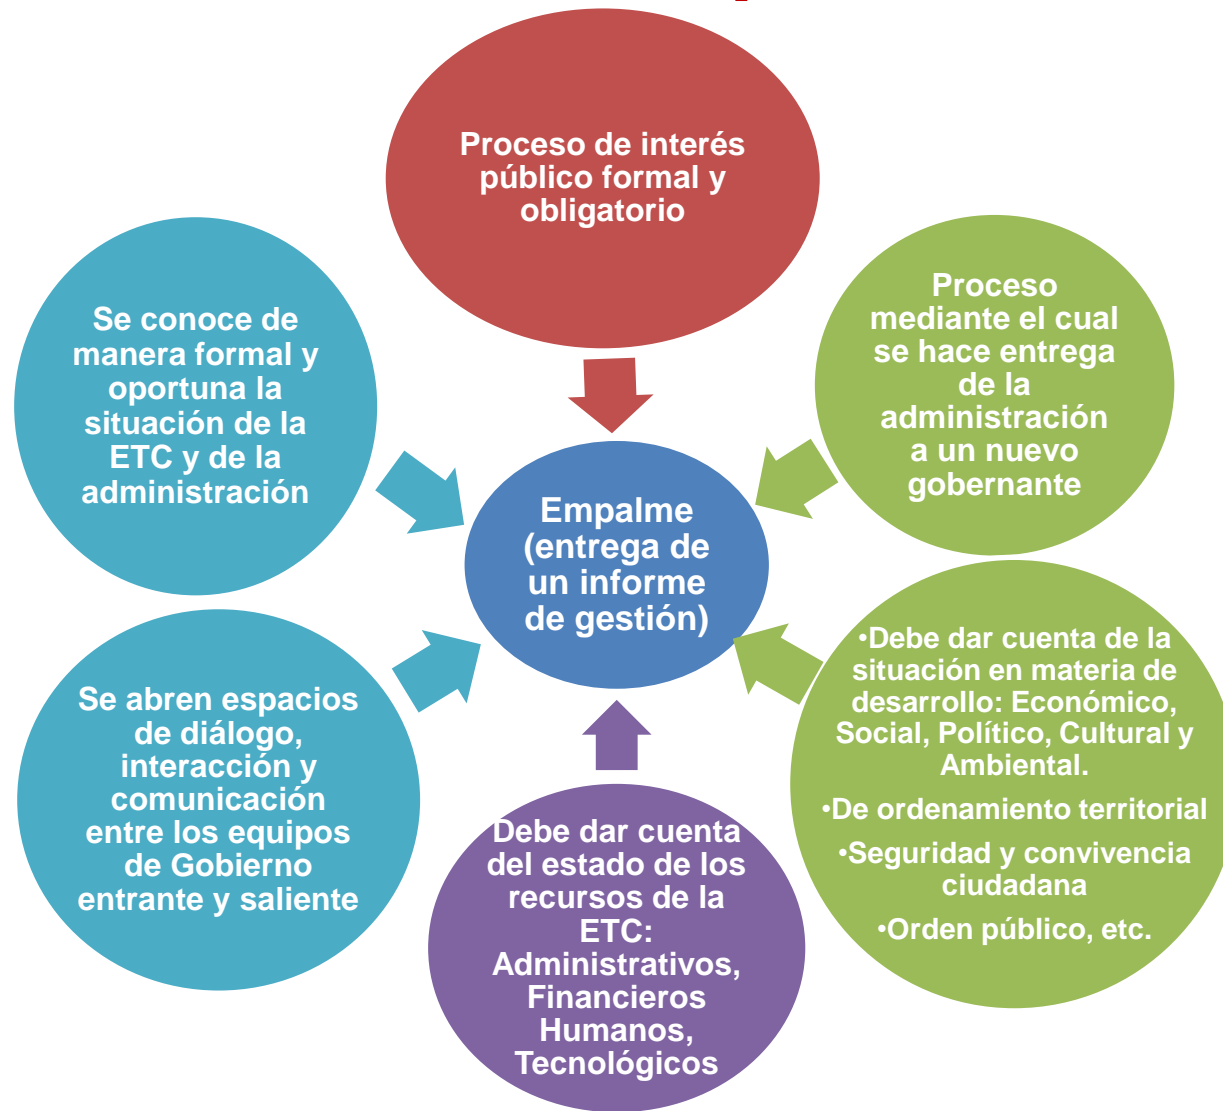 Proceso de interés
público formal y
obligatorio
Se conoce de
manera formal y
oportuna la
situación de la
ETC y de la
administración
Proceso
mediante el cual
se hace entrega
de la
administración
a un nuevo
gobernante
Empalme
(entrega de
un informe
de gestión)
Se abren espacios
de diálogo,
interacción y
comunicación
entre los equipos
de Gobierno
entrante y saliente
•Debe dar cuenta de la
situación en materia de
desarrollo: Económico,
Social, Político, Cultural y
Ambiental.
•De ordenamiento territorial
•Seguridad y convivencia
ciudadana
•Orden público, etc.
Debe dar cuenta
del estado de los
recursos de la
ETC:
Administrativos,
Financieros
Humanos,
Tecnológicos